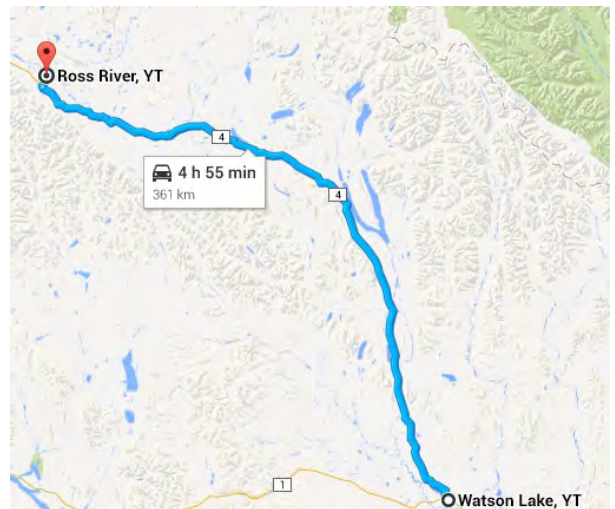 Ross River, YT
4
4 h 55 min
361 km
4
1
Watson Lake, YT